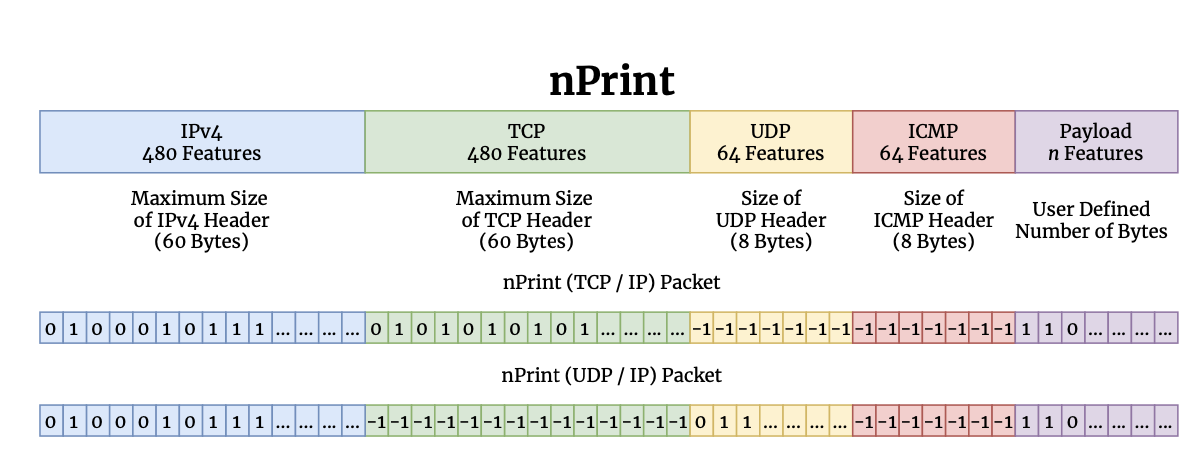 nPrint
IPv4 TCP UDP ICMP Payload
480 Features 480 Features 64 Features 64 Features n Features
Maximum Size
of IPv4 Header
(60 Bytes)
Maximum Size
of TCP Header
(60 Bytes)
Size of
UDP Header
(8 Bytes)
Size of
ICMP Header
(8 Bytes)
User Defined
Number of Bytes
nPrint (TCP / IP) Packet
0 1 0 0 0 1 0 1 1 1 ... ... ... ... 0 1 0 1 0 1 0 1 0 1 ... ... ... ... -1 -1 -1 -1 -1 -1 -1 -1 -1 -1 -1 -1 -1 -1 1 1 0 ... ... ... ...
nPrint (UDP / IP) Packet
0 1 0 0 0 1 0 1 1 1 ... ... ... ... -1 -1 -1 -1 -1 -1 -1 -1 -1 -1 -1 -1 -1 -1 0 1 1 ... ... ... ... -1 -1 -1 -1 -1 -1 -1 1 1 0 ... ... ... ...